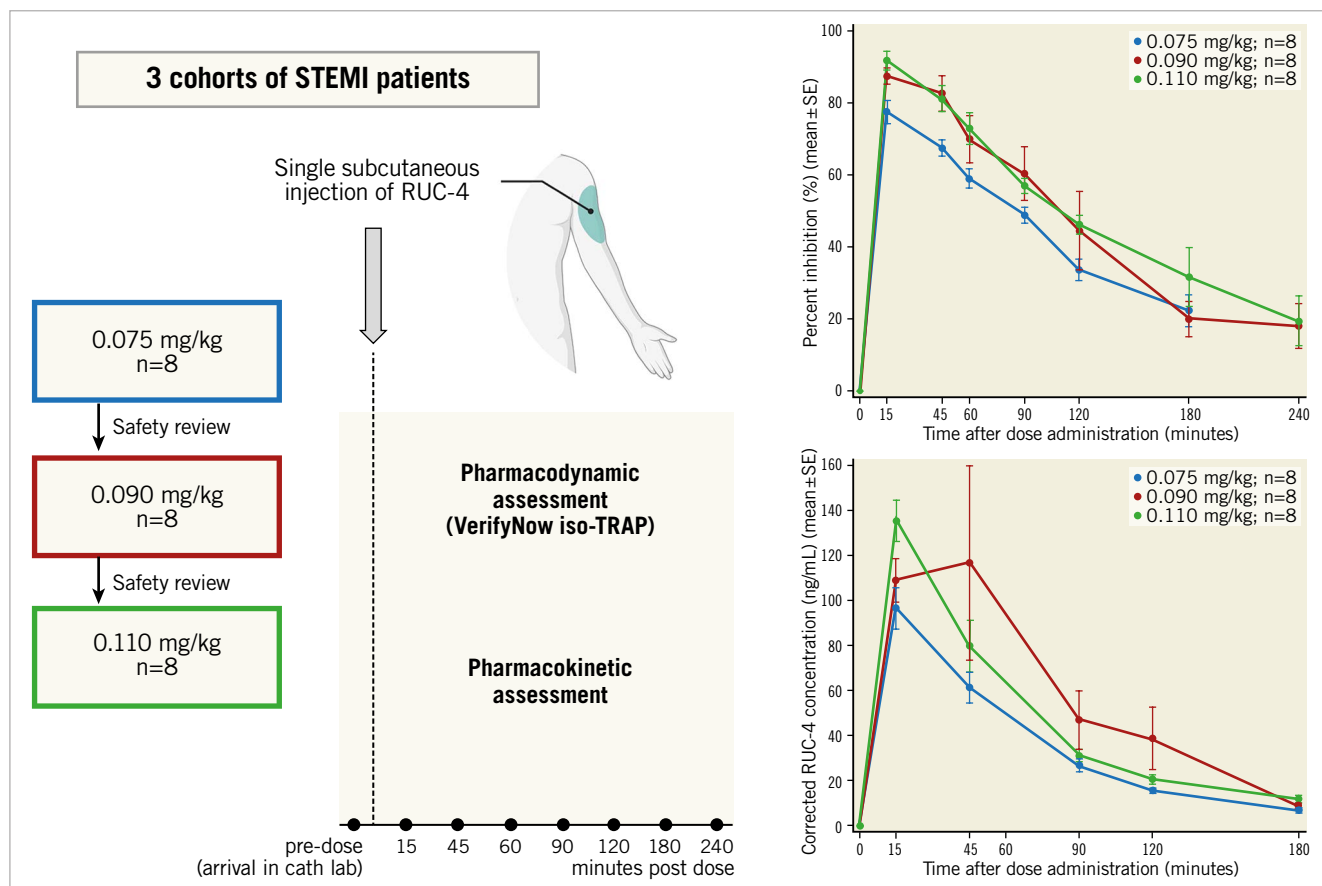 3 cohorts of STEMI patients
Single subcutaneous
injection of RUC-4
0.075 mg/kg
n=8
Safety review
0.090 mg/kg
n=8
Safety review
0.110 mg/kg
n=8
Pharmacodynamic
assessment
(VerifyNow iso-TRAP)
Pharmacokinetic
assessment
pre-dose
(arrival in cath lab)
15 45 60 90 120 180 240
minutes post dose
Percent inhibition (%) (mean±SE)
100
80
60
40
20
0
0.075 mg/kg; n=8
0.090 mg/kg; n=8
0.110 mg/kg; n=8
0 15 45 60 90 120 180 240
Time after dose administration (minutes)
Corrected RUC-4 concentration (ng/mL) (mean±SE)
160
140
120
100
80
60
40
20
0
0.075 mg/kg; n=8
0.090 mg/kg; n=8
0.110 mg/kg; n=8
0 15 45 60 90 120 180
Time after dose administration (minutes)